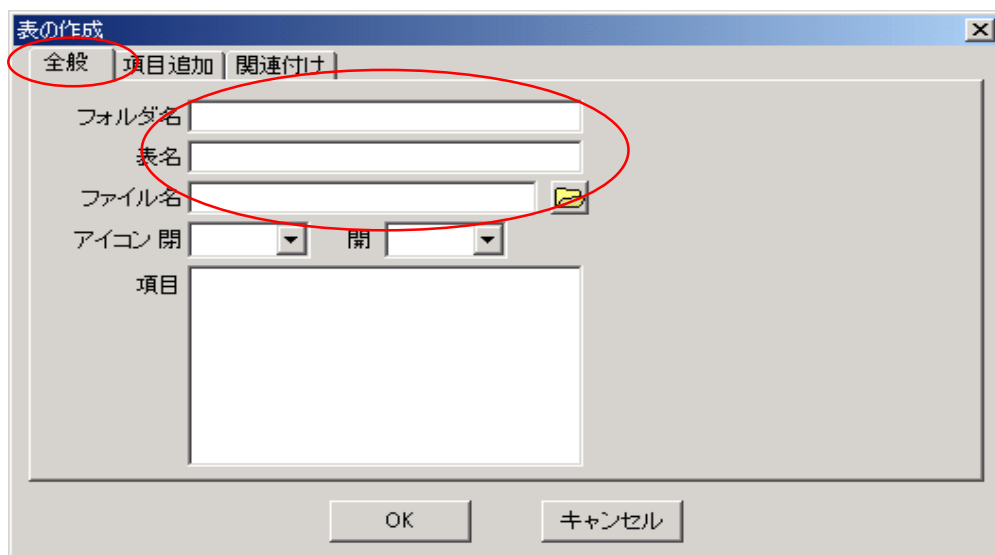 表の作成
全般 項目追加 関連付け
フォルダ名
表名
ファイル名
アイコン 閉 開
項目
OK キャンセル